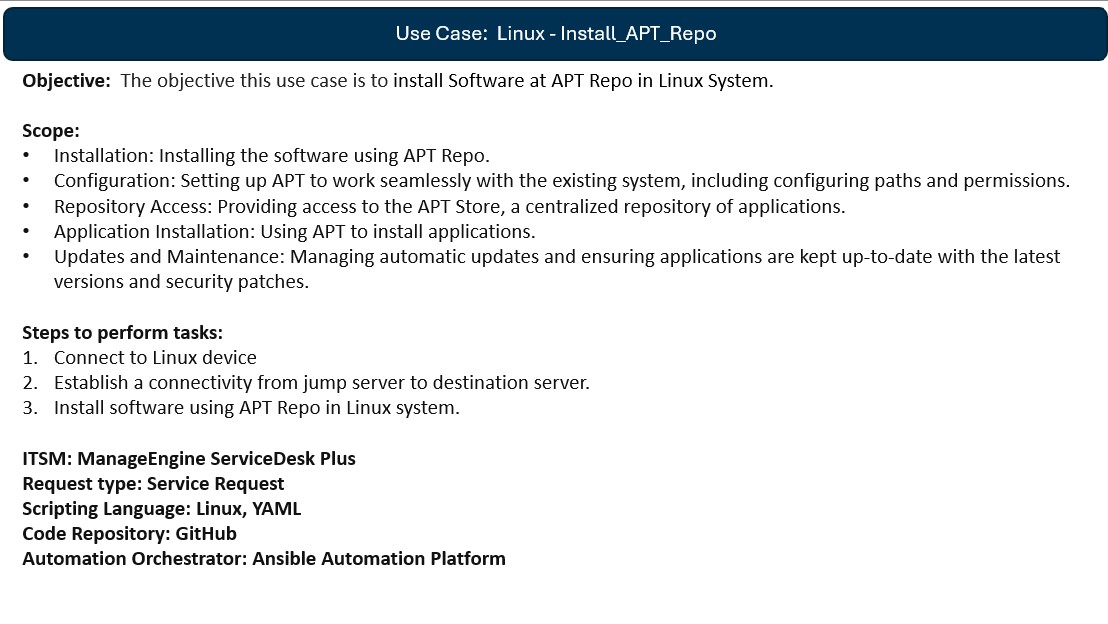 Use Case:  Linux - Install_APT_Repo
Objective:  The objective this use case is to install Software at APT Repo in Linux System.
Scope:
• Installation: Installing the software using APT Repo.
• Configuration: Setting up APT to work seamlessly with the existing system, including configuring paths and permissions.
• Repository Access: Providing access to the APT Store, a centralized repository of applications.
• Application Installation: Using APT to install applications.
• Updates and Maintenance: Managing automatic updates and ensuring applications are kept up-to-date with the latest
versions and security patches.
Steps to perform tasks:
1. Connect to Linux device
2. Establish a connectivity from jump server to destination server.
3. Install software using APT Repo in Linux system.
ITSM: ManageEngine ServiceDesk Plus
Request type: Service Request
Scripting Language: Linux, YAML
Code Repository: GitHub
Automation Orchestrator: Ansible Automation Platform